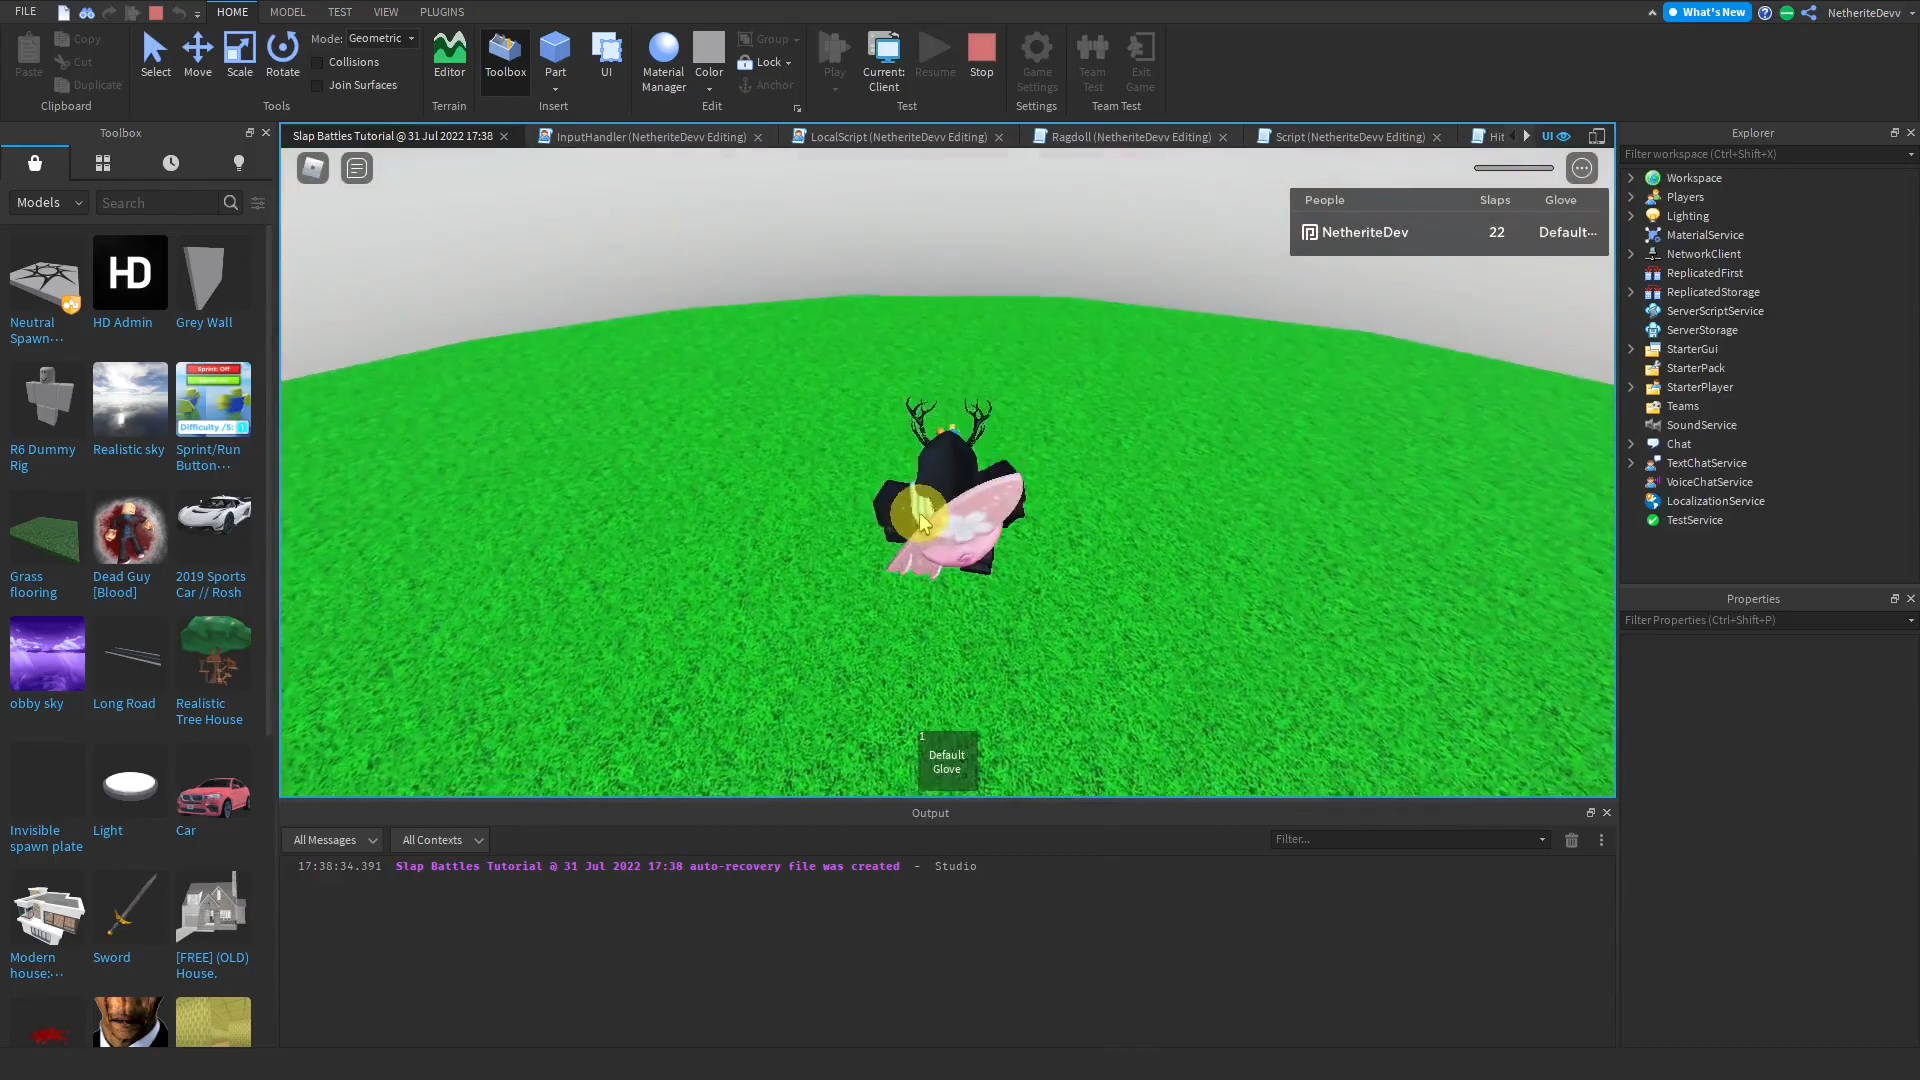 FILE HOME MODEL TEST VIEW PLUGINS What's New NetheriteDevv
Paste Copy Cut Duplicate Clipboard
Select Move Scale Rotate Mode: Geometric Collisions Join Surfaces Tools
Editor Terrain
Toolbox Part UI Insert
Material Manager Color Group Lock Anchor Edit
Play Current: Client Resume Stop Test
Game Settings Settings
Team Test Exit Game Team Test
Toolbox
Models Search
Neutral Spawn...
HD
HD Admin
Grey Wall
R6 Dummy Rig
Realistic sky
Sprint: Off
Difficulty /5: 1
Sprint/Run Button...
Grass flooring
Dead Guy [Blood]
2019 Sports Car // Rosh
obby sky
Long Road
Realistic Tree House
Invisible spawn plate
Light
Car
Modern house:...
Sword
[FREE] (OLD) House.
Slap Battles Tutorial @ 31 Jul 2022 17:38
InputHandler (NetheriteDevv Editing)
LocalScript (NetheriteDevv Editing)
Ragdoll (NetheriteDevv Editing)
Script (NetheriteDevv Editing)
Hit
UI
People Slaps Glove
NetheriteDev 22 Default...
1
Default
Glove
Output
All Messages All Contexts Filter...
17:38:34.391 Slap Battles Tutorial @ 31 Jul 2022 17:38 auto-recovery file was created - Studio
Explorer
Filter workspace (Ctrl+Shift+X)
Workspace
Players
Lighting
MaterialService
NetworkClient
ReplicatedFirst
ReplicatedStorage
ServerScriptService
ServerStorage
StarterGui
StarterPack
StarterPlayer
Teams
SoundService
Chat
TextChatService
VoiceChatService
LocalizationService
TestService
Properties
Filter Properties (Ctrl+Shift+P)